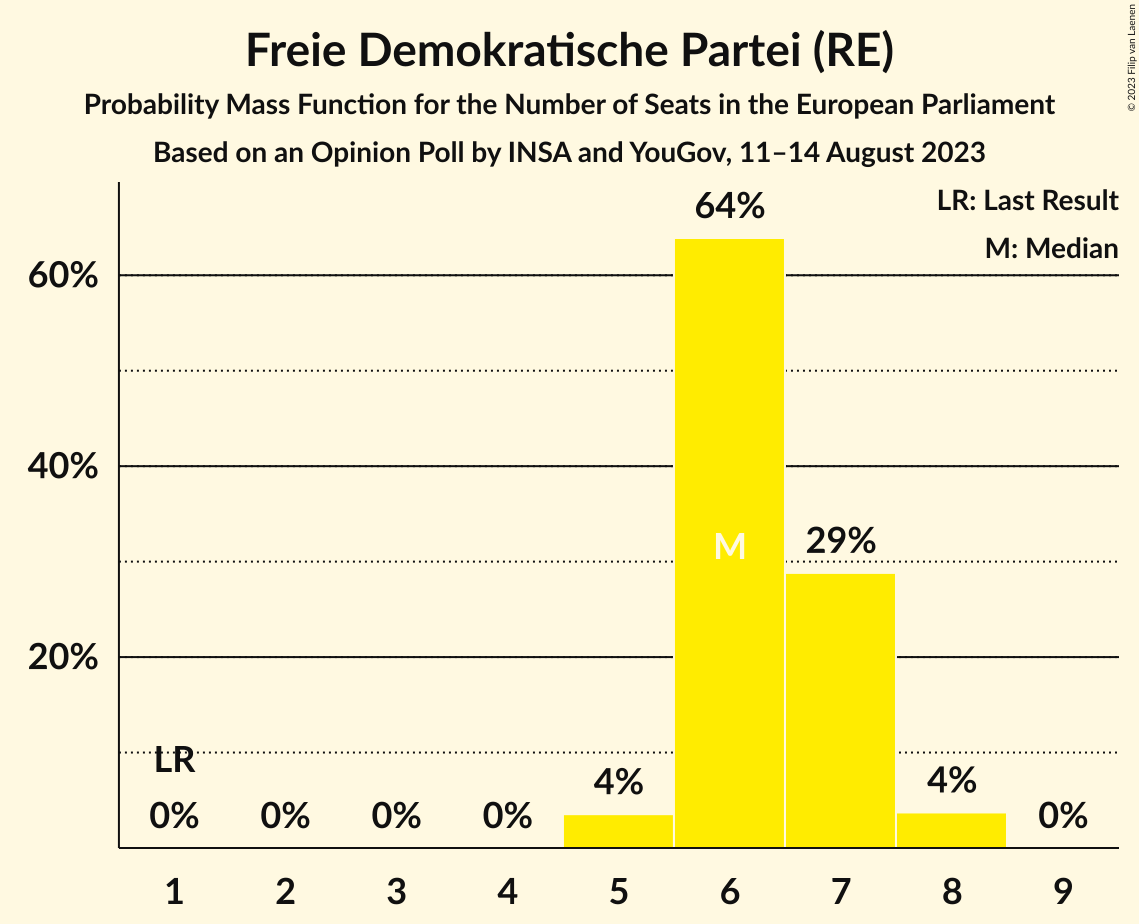 Freie Demokratische Partei (RE)
Probability Mass Function for the Number of Seats in the European Parliament
Based on an Opinion Poll by INSA and YouGov, 11–14 August 2023
© 2023 Filip van Laenen
LR: Last Result
M: Median
64%
60%
40%
M
29%
20%
LR
4%
4%
0%
0%
0%
0%
0%
1 2 3 4 5 6 7 8 9